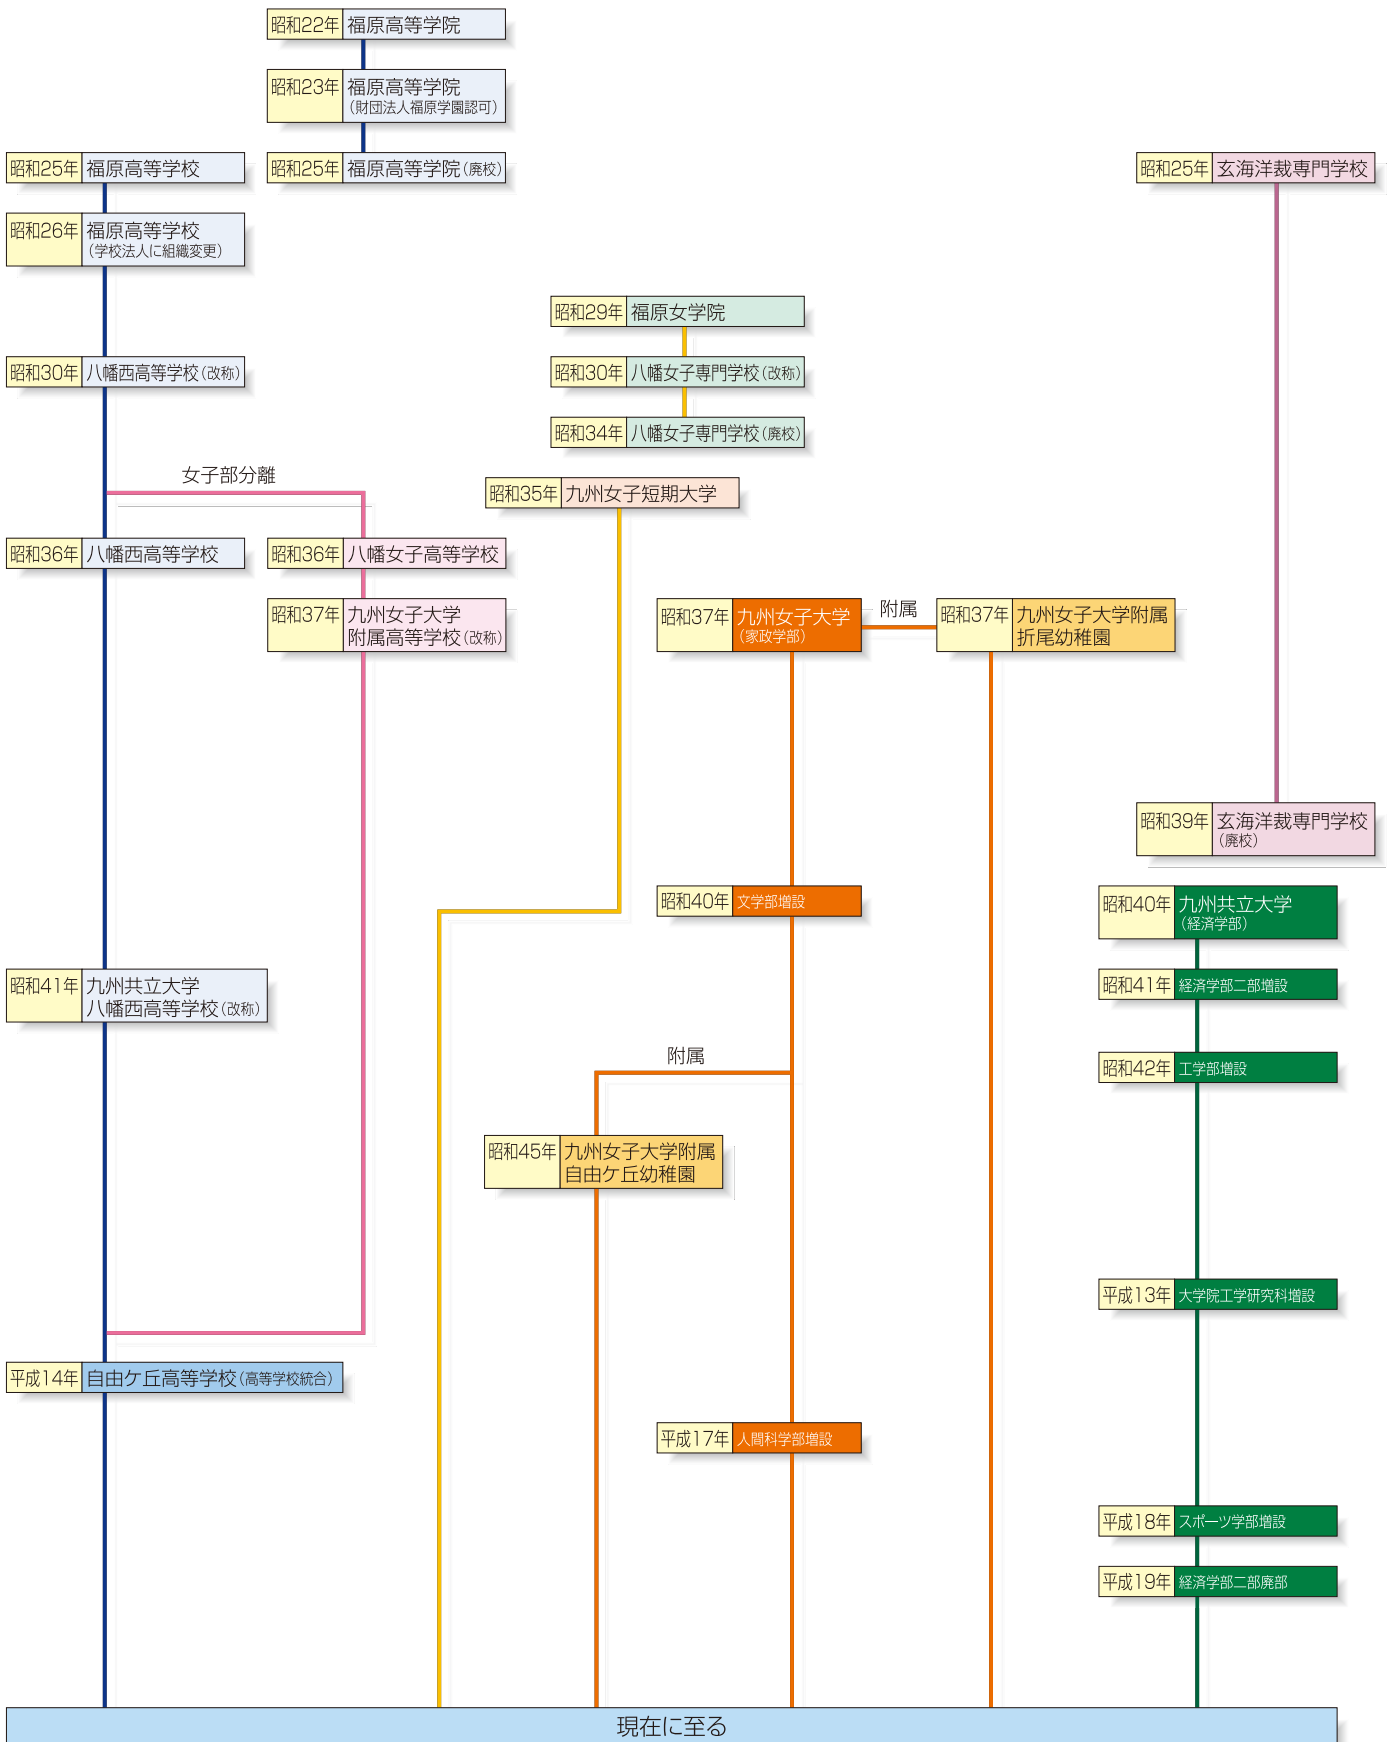 昭和22年 福原高等学院
昭和23年 福原高等学院
（財団法人福原学園認可）
昭和25年 福原高等学校
昭和25年 福原高等学院（廃校）
昭和25年 玄海洋裁専門学校
昭和26年 福原高等学校
（学校法人に組織変更）
昭和29年 福原女学院
昭和30年 八幡西高等学校（改称）
昭和30年 八幡女子専門学校（改称）
昭和34年 八幡女子専門学校（廃校）
女子部分離
昭和35年 九州女子短期大学
昭和36年 八幡西高等学校
昭和36年 八幡女子高等学校
昭和37年 九州女子大学
附属高等学校（改称）
昭和37年 九州女子大学
（家政学部）
附属
昭和37年 九州女子大学附属
折尾幼稚園
昭和39年 玄海洋裁専門学校
（廃校）
昭和40年 文学部増設
昭和40年 九州共立大学
（経済学部）
昭和41年 九州共立大学
八幡西高等学校（改称）
昭和41年 経済学部二部増設
附属
昭和42年 工学部増設
昭和45年 九州女子大学附属
自由ケ丘幼稚園
平成13年 大学院工学研究科増設
平成14年 自由ケ丘高等学校（高等学校統合）
平成17年 人間科学部増設
平成18年 スポーツ学部増設
平成19年 経済学部二部廃部
現在に至る